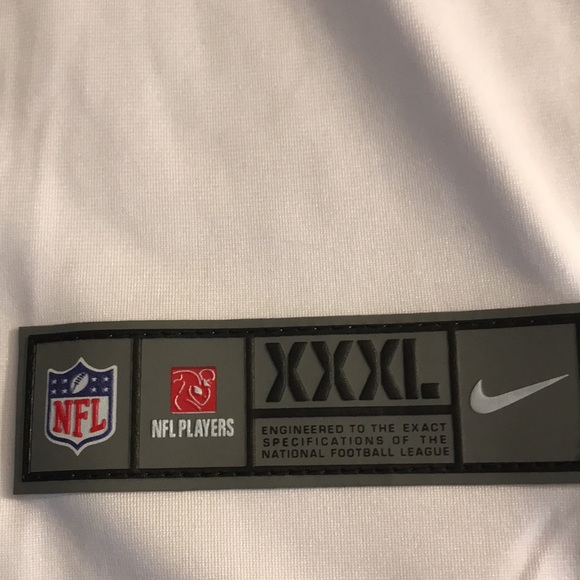 NFL
NFL PLAYERS
XXXL
ENGINEERED TO THE EXACT
SPECIFICATIONS OF THE
NATIONAL FOOTBALL LEAGUE